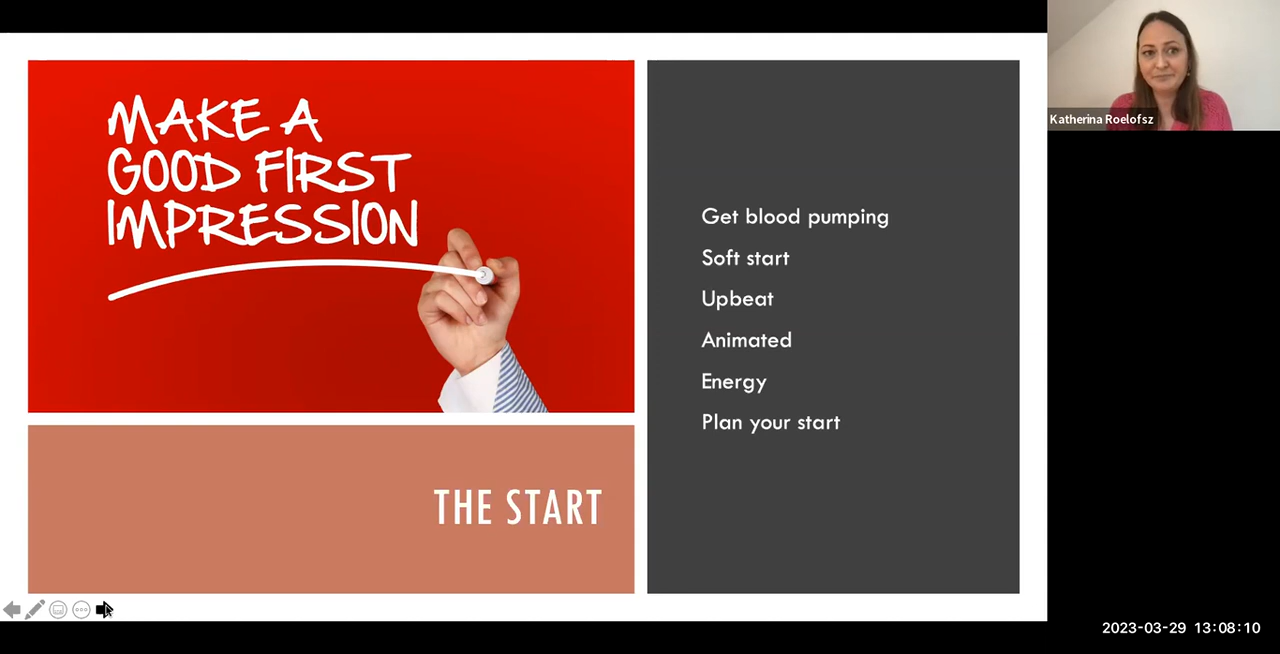 MAKE A
GOOD FIRST
IMPRESSION
THE START
Get blood pumping
Soft start
Upbeat
Animated
Energy
Plan your start
Katherina Roelofsz
2023-03-29 13:08:10